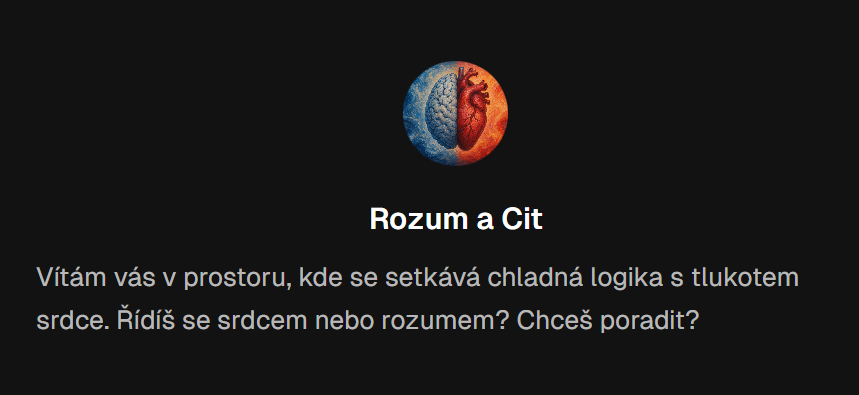 Rozum a Cit
Vítám vás v prostoru, kde se setkává chladná logika s tlukotem
srdce. Řídíš se srdcem nebo rozumem? Chceš poradit?